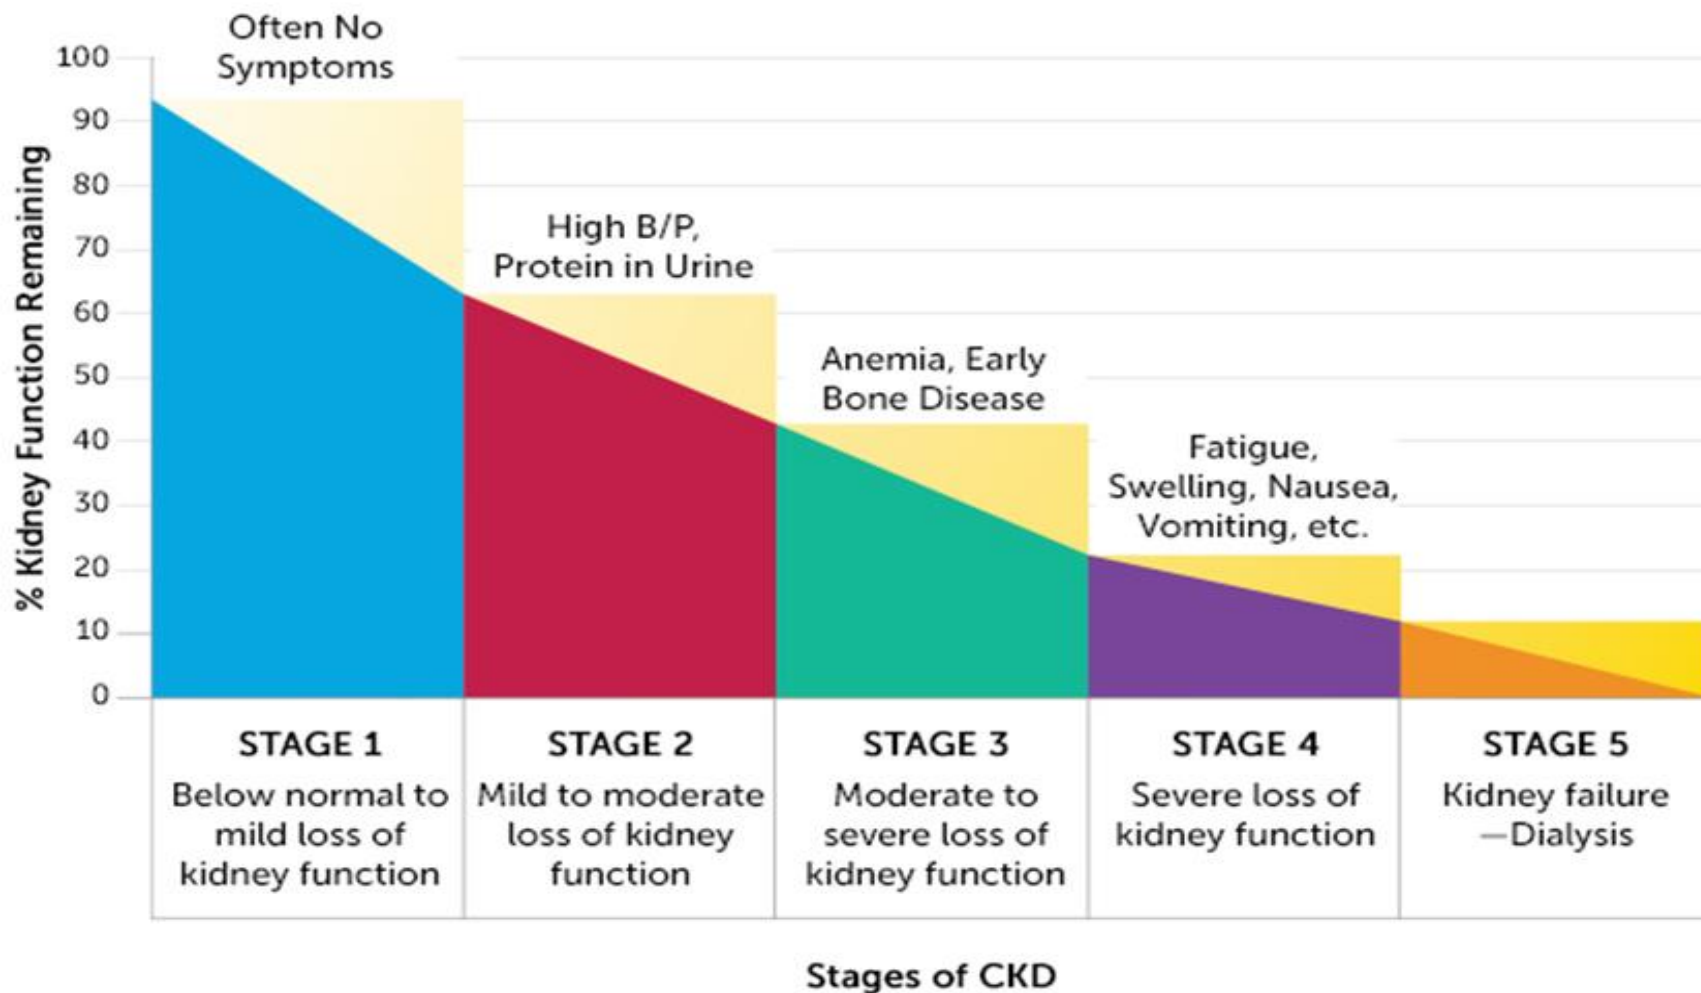 Often No
Symptoms
High B/P,
Protein in Urine
Anemia, Early
Bone Disease
Fatigue,
Swelling, Nausea,
Vomiting, etc.
% Kidney Function Remaining
100
90
80
70
60
50
40
30
20
10
0
STAGE 1
Below normal to
mild loss of
kidney function
STAGE 2
Mild to moderate
loss of kidney
function
STAGE 3
Moderate to
severe loss of
kidney function
STAGE 4
Severe loss of
kidney function
STAGE 5
Kidney failure
—Dialysis
Stages of CKD